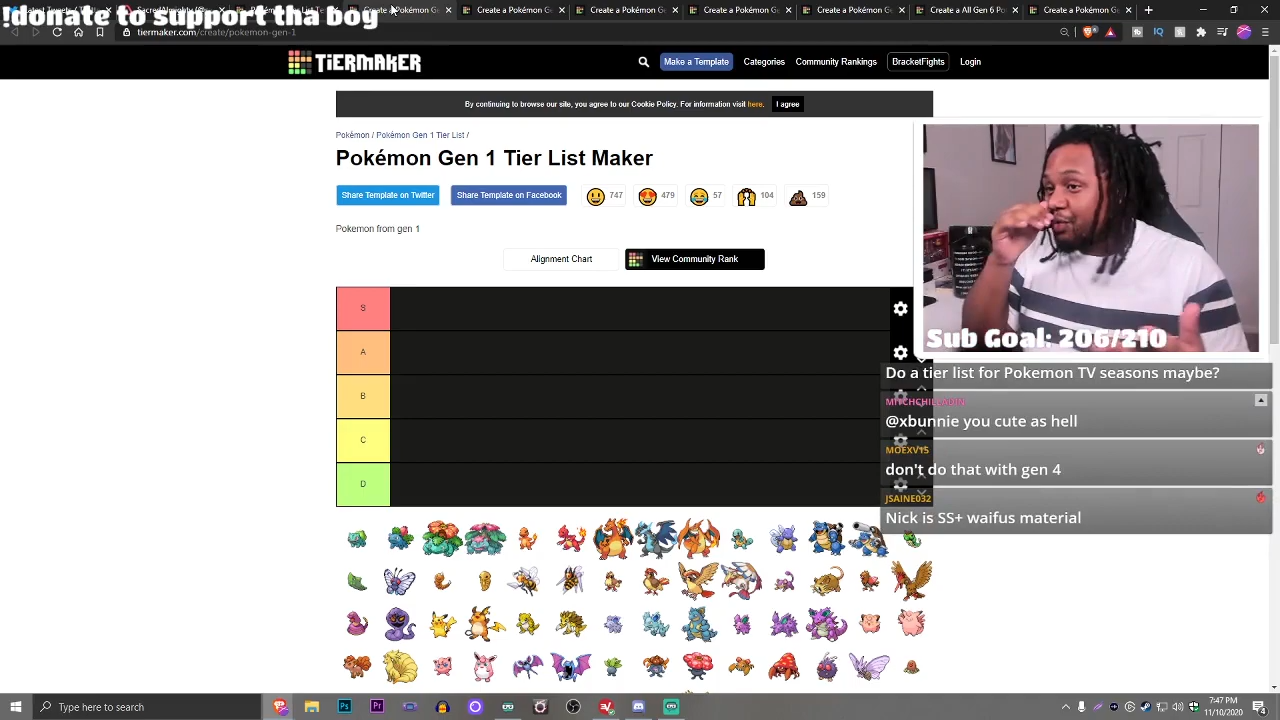 !donate to support tha boy
Create a Pokémon Go
Create a Pokémon Go
Create a Pokémon Go
Create a Pokémon Go
Create a All Gen 6 Po
tiermaker.com/create/pokemon-gen-1
TiERMAKER
Make a Template
Categories
Community Rankings
BracketFights
Login
By continuing to browse our site, you agree to our Cookie Policy. For information visit here.
I agree
Pokémon / Pokémon Gen 1 Tier List /
Pokémon Gen 1 Tier List Maker
Share Template on Twitter
Share Template on Facebook
747
479
57
104
159
Pokemon from gen 1
Alignment Chart
View Community Rank
S
A
B
C
D
Sub Goal: 206/210
Do a tier list for Pokemon TV seasons maybe?
MITCHCHILLADIN
@xbunnie you cute as hell
MOEXV15
don't do that with gen 4
JSAINE032
Nick is SS+ waifus material
Type here to search
7:47 PM
11/10/2020